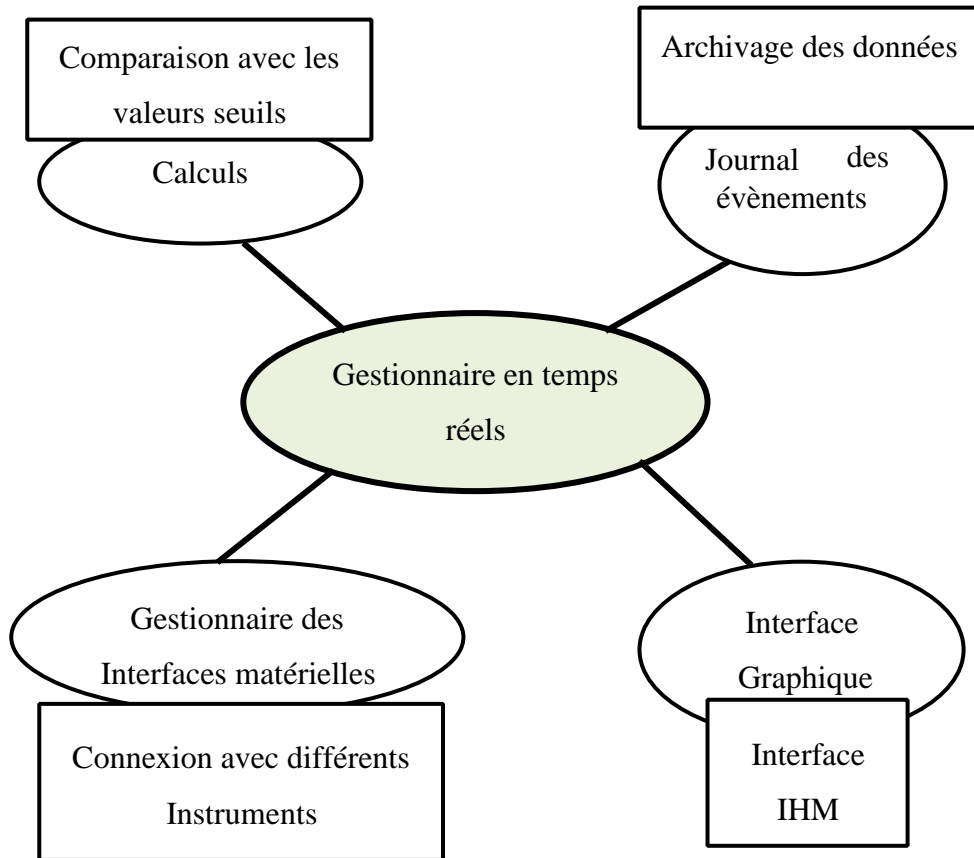 Comparaison avec les
valeurs seuils
Calculs
Archivage des données
Journal des
évènements
Gestionnaire en temps
réels
Gestionnaire des
Interfaces matérielles
Connexion avec différents
Instruments
Interface
Graphique
Interface
IHM